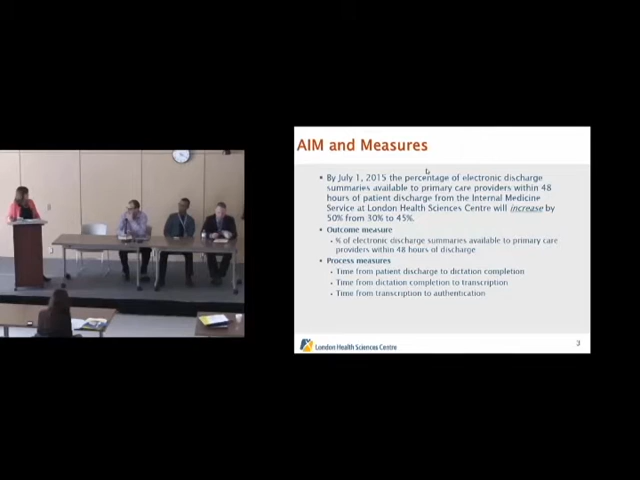 AIM and Measures
By July 1, 2015 the percentage of electronic discharge
summaries available to primary care providers within 48
hours of patient discharge from the Internal Medicine
Service at London Health Sciences Centre will increase by
50% from 30% to 45%.
Outcome measure
% of electronic discharge summaries available to primary care
providers within 48 hours of discharge
Process measures
Time from patient discharge to dictation completion
Time from dictation completion to transcription
Time from transcription to authentication
London Health Sciences Centre
3